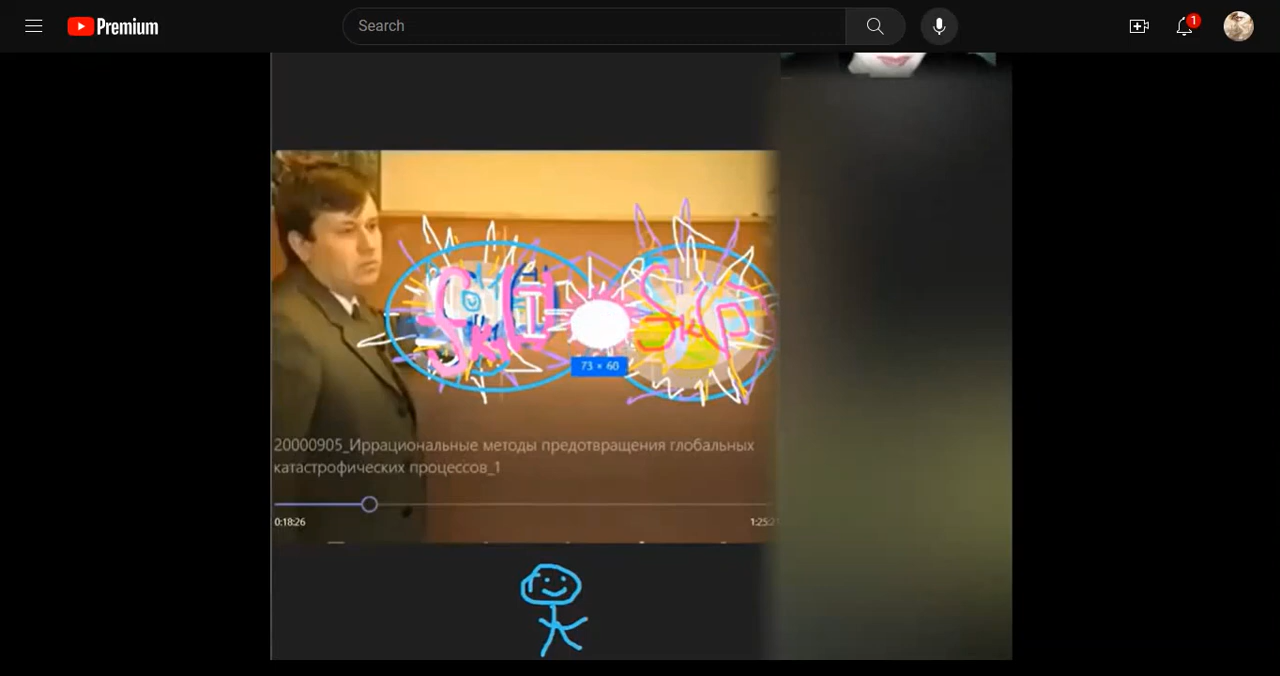 Premium
Search
1
73 × 60
20000905_Иррациональные методы предотвращения глобальных
катастрофических процессов_1
0:18:26